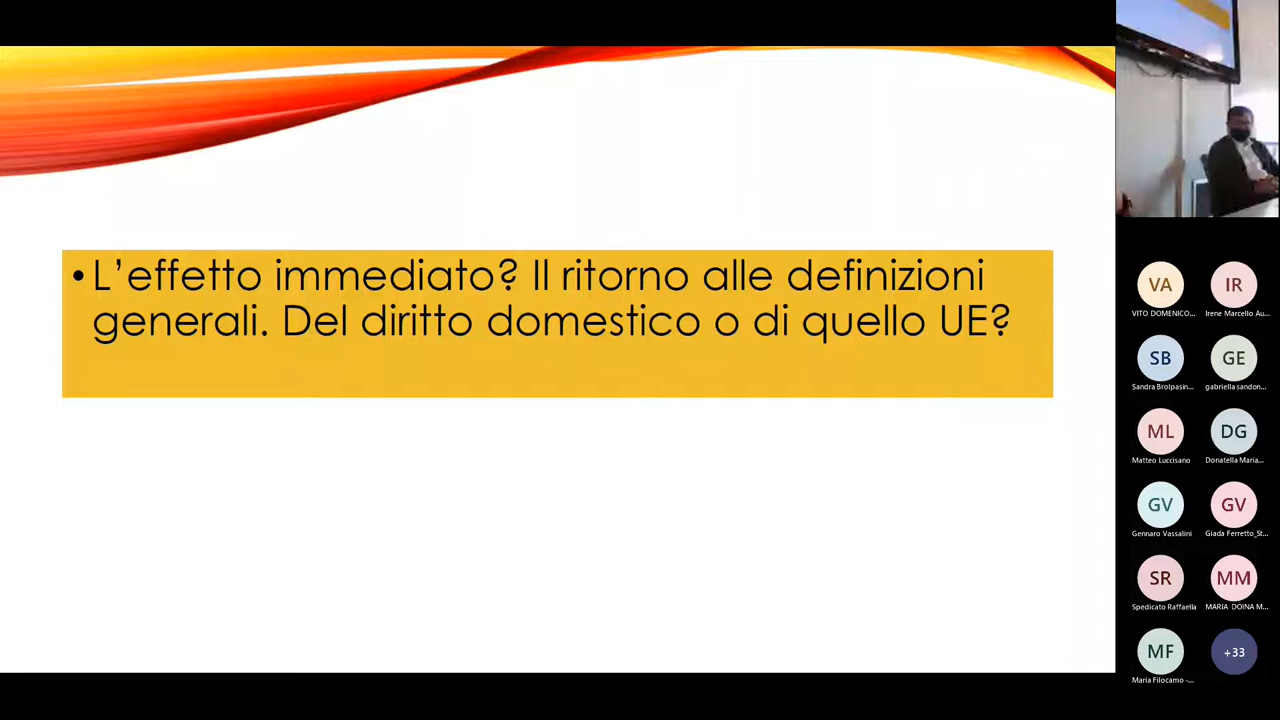 •L’effetto immediato? Il ritorno alle definizioni
generali. Del diritto domestico o di quello UE?
VA
IR
VITO DOMENICO...
Irene Marcello Au...
SB
GE
Sandra Brolpasin...
gabriella sandon...
ML
DG
Matteo Luccisano
Donatella Maria...
GV
GV
Gennaro Vassalini
Giada Ferretto_St...
SR
MM
Spedicato Raffaella
MARIA DOINA M...
MF
+33
Maria Filocamo -...